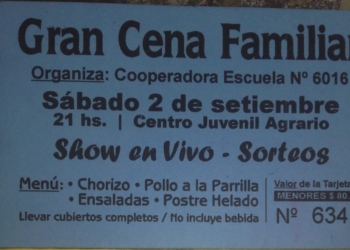 Gran Cena Familiar
Organiza: Cooperadora Escuela Nº 6016
Sábado 2 de setiembre
21 hs. | Centro Juvenil Agrario
Show en Vivo - Sorteos
Menú: • Chorizo • Pollo a la Parrilla
• Ensaladas • Postre Helado
Llevar cubiertos completos / No incluye bebida
Valor de la Tarjeta
MENORES $ 80
Nº 634